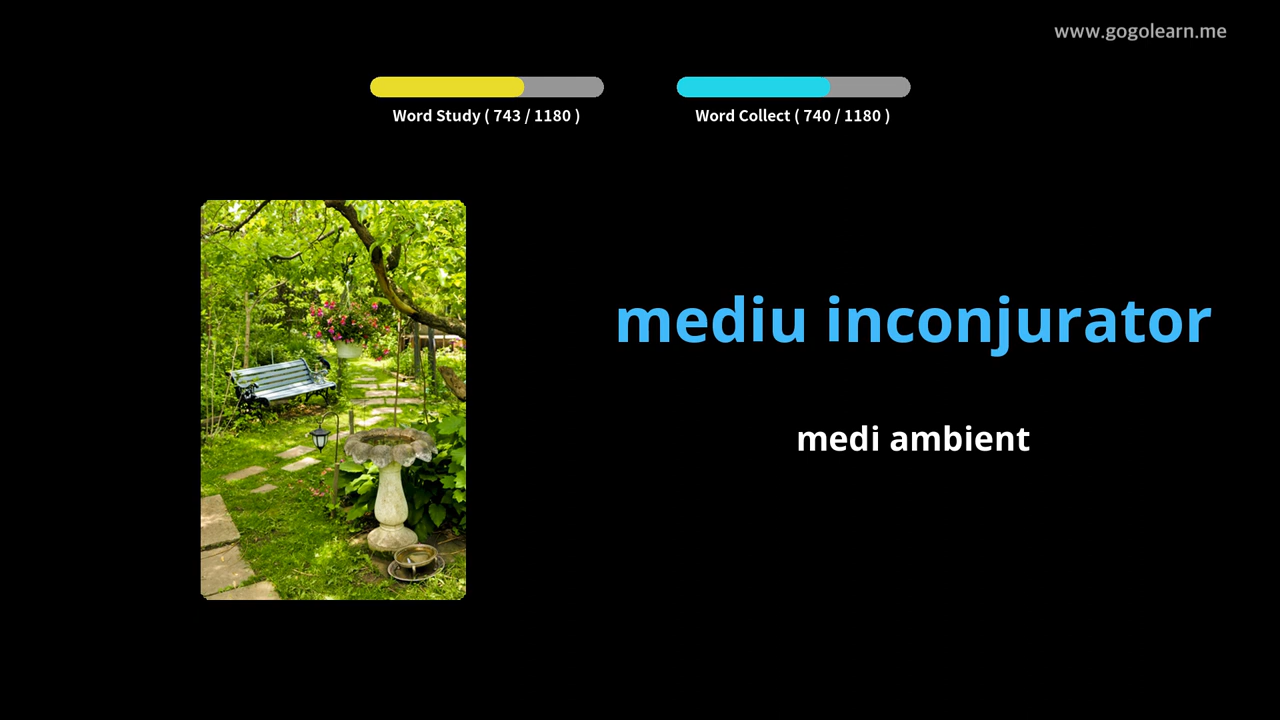 www.gogolearn.me
Word Study ( 743 / 1180 )
Word Collect ( 740 / 1180 )
mediu inconjurator
medi ambient